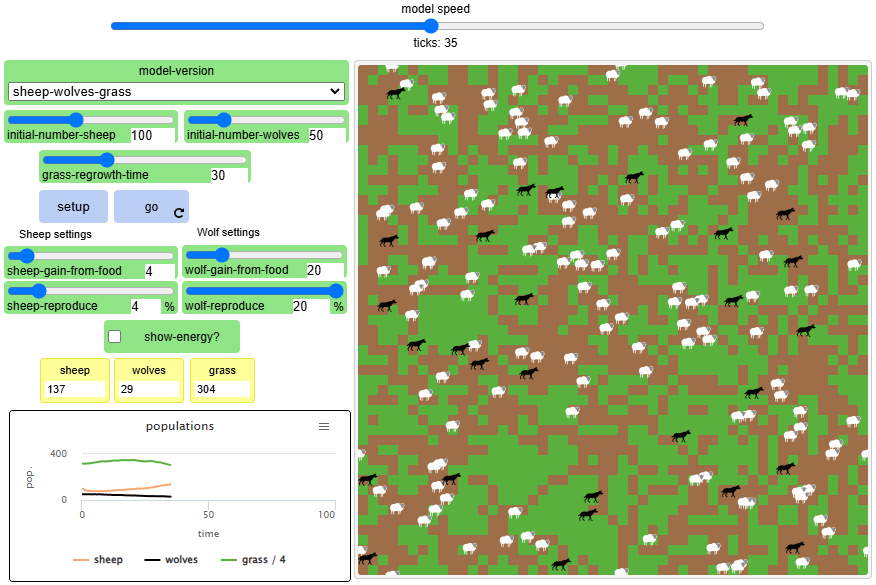 model speed
ticks: 35
model-version
sheep-wolves-grass
initial-number-sheep 100
initial-number-wolves 50
grass-regrowth-time 30
setup
go
Sheep settings
Wolf settings
sheep-gain-from-food 4
wolf-gain-from-food 20
sheep-reproduce 4 %
wolf-reproduce 20 %
show-energy?
sheep
wolves
grass
137
29
304
populations
400
pop.
0
0
50
100
time
sheep
wolves
grass / 4